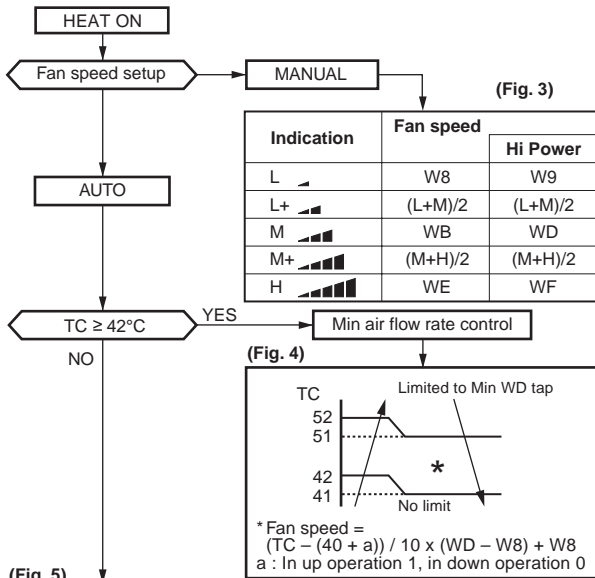 HEAT ON
Fan speed setup
MANUAL
(Fig. 3)
Indication Fan speed
Hi Power
L W8 W9
L+ (L+M)/2 (L+M)/2
M WB WD
M+ (M+H)/2 (M+H)/2
H WE WF
AUTO
TC ≥ 42°C
YES
Min air flow rate control
NO
(Fig. 4)
TC
Limited to Min WD tap
52
51
42
41
*
No limit
* Fan speed =
(TC – (40 + a)) / 10 x (WD – W8) + W8
a : In up operation 1, in down operation 0
(Fig. 5)